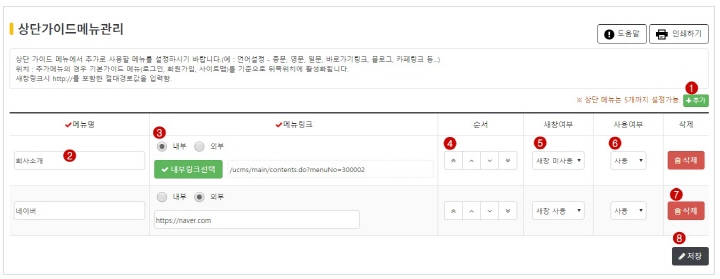 상단가이드메뉴관리
도움말
인쇄하기
상단 가이드 메뉴에서 추가로 사용할 메뉴를 설정하시기 바랍니다.(예 : 언어설정 - 중문, 영문, 일문, 바로가기링크, 블로그, 카페링크 등..)
위치 : 추가메뉴의 경우 기본가이드 메뉴(로그인, 회원가입, 사이트맵)를 기준으로 뒤쪽위치에 활성화됩니다.
새창링크시 http://를 포함한 절대경로값을 입력함.
1
※ 상단 메뉴는 5개까지 설정가능 추가
메뉴명 메뉴링크 순서 새창여부 사용여부 삭제
3 내부 외부 4 5 6
회사소개 2 내부링크선택 /ucms/main/contents.do?menuNo=300002 새창 미사용 사용 삭제
내부 외부 7
네이버 https://naver.com 새창 사용 사용 삭제
8
저장